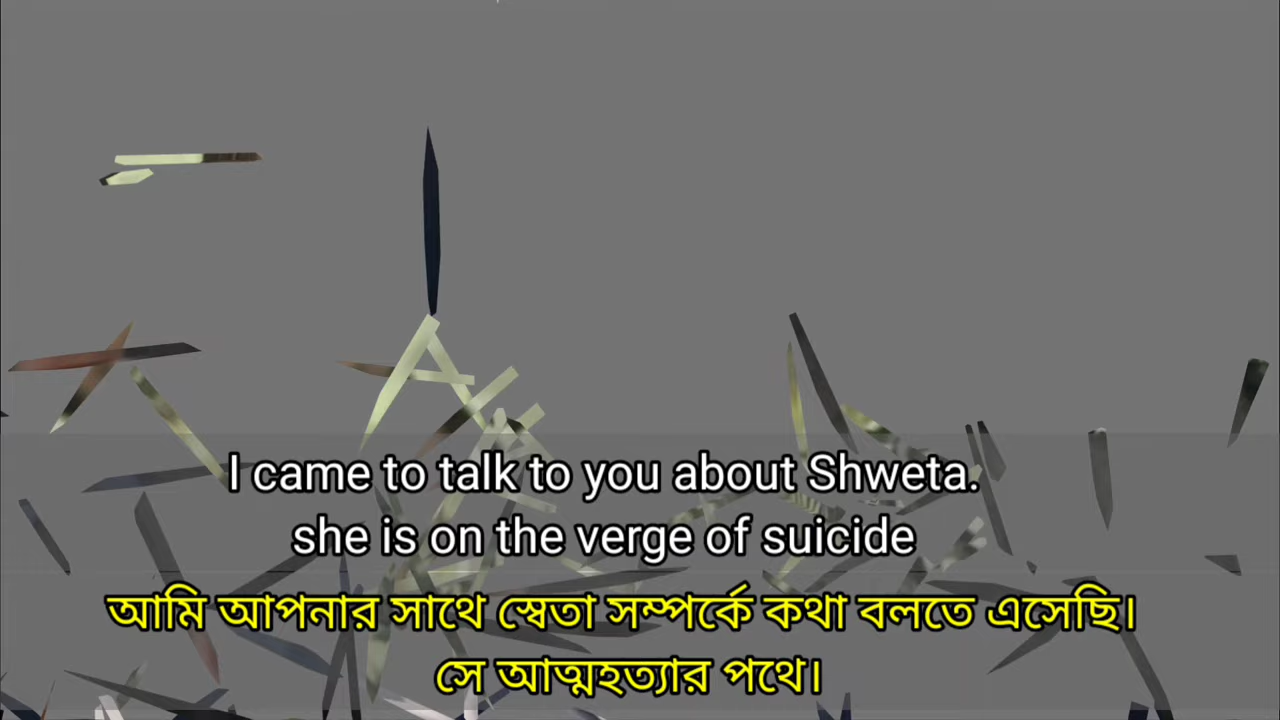 I came to talk to you about Shweta.
she is on the verge of suicide
আমি আপনার সাথে স্বেতা সম্পর্কে কথা বলতে এসেছি।
সে আত্মহত্যার পথে।